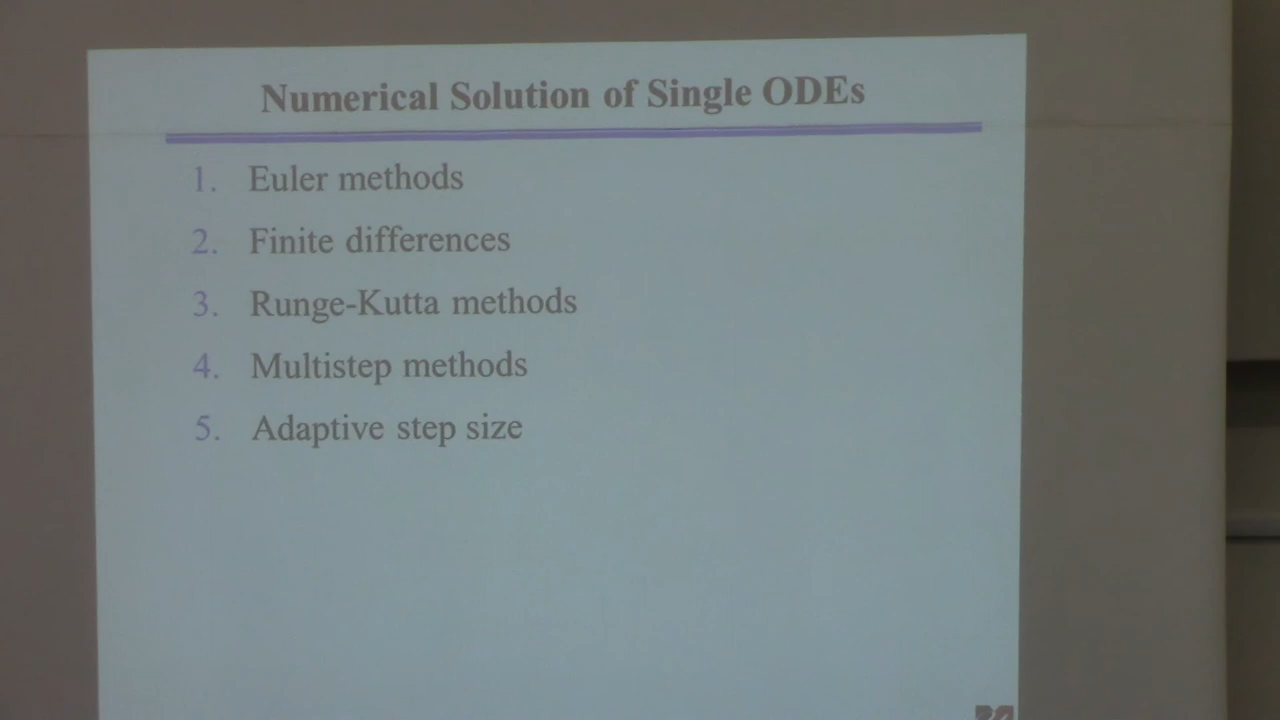 Numerical Solution of Single ODEs
1. Euler methods
2. Finite differences
3. Runge-Kutta methods
4. Multistep methods
5. Adaptive step size